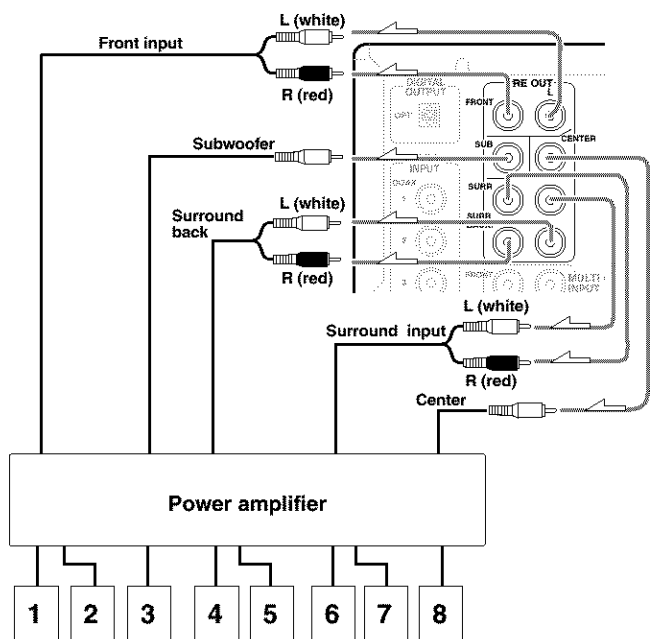 L (white)
Front input
R (red)
DIGITAL
OUTPUT
OPT
RE OUT
L
FRONT
SUB
CENTER
Subwoofer
INPUT
COAX
1
SURR
L (white)
Surround
back
2
SURR
BACK
R (red)
3
FRONT
MULTI
INPUT
L (white)
Surround input
R (red)
Center
Power amplifier
1 2 3 4 5 6 7 8